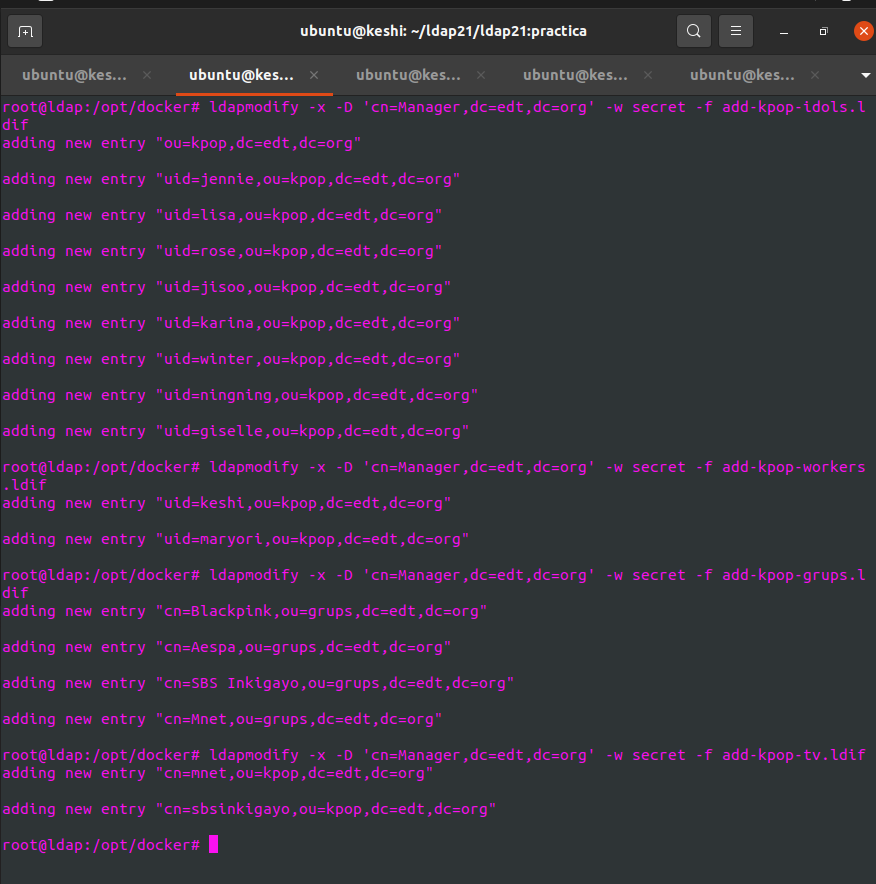 ubuntu@keshi: ~/ldap21/ldap21:practica
ubuntu@kes... × ubuntu@kes... × ubuntu@kes... × ubuntu@kes... × ubuntu@kes... ×
root@ldap:/opt/docker# ldapmodify -x -D 'cn=Manager,dc=edt,dc=org' -w secret -f add-kpop-idols.l
dif
adding new entry "ou=kpop,dc=edt,dc=org"
adding new entry "uid=jennie,ou=kpop,dc=edt,dc=org"
adding new entry "uid=lisa,ou=kpop,dc=edt,dc=org"
adding new entry "uid=rose,ou=kpop,dc=edt,dc=org"
adding new entry "uid=jisoo,ou=kpop,dc=edt,dc=org"
adding new entry "uid=karina,ou=kpop,dc=edt,dc=org"
adding new entry "uid=winter,ou=kpop,dc=edt,dc=org"
adding new entry "uid=ningning,ou=kpop,dc=edt,dc=org"
adding new entry "uid=giselle,ou=kpop,dc=edt,dc=org"
root@ldap:/opt/docker# ldapmodify -x -D 'cn=Manager,dc=edt,dc=org' -w secret -f add-kpop-workers
.ldif
adding new entry "uid=keshi,ou=kpop,dc=edt,dc=org"
adding new entry "uid=maryori,ou=kpop,dc=edt,dc=org"
root@ldap:/opt/docker# ldapmodify -x -D 'cn=Manager,dc=edt,dc=org' -w secret -f add-kpop-grups.l
dif
adding new entry "cn=Blackpink,ou=grups,dc=edt,dc=org"
adding new entry "cn=Aespa,ou=grups,dc=edt,dc=org"
adding new entry "cn=SBS Inkigayo,ou=grups,dc=edt,dc=org"
adding new entry "cn=Mnet,ou=grups,dc=edt,dc=org"
root@ldap:/opt/docker# ldapmodify -x -D 'cn=Manager,dc=edt,dc=org' -w secret -f add-kpop-tv.ldif
adding new entry "cn=mnet,ou=kpop,dc=edt,dc=org"
adding new entry "cn=sbsinkigayo,ou=kpop,dc=edt,dc=org"
root@ldap:/opt/docker#